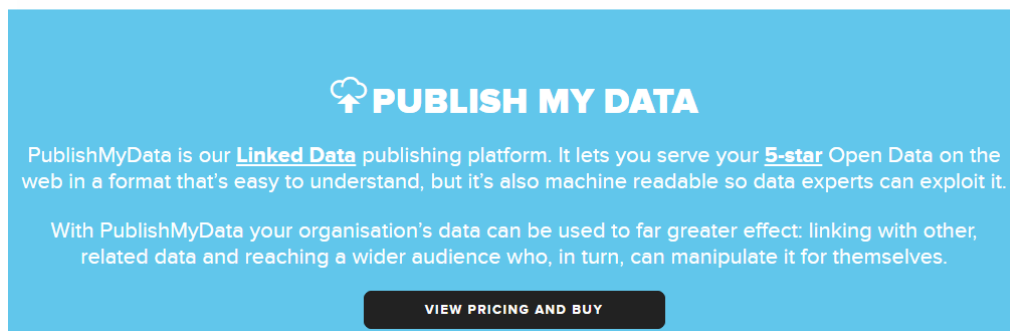 PUBLISH MY DATA
PublishMyData is our Linked Data publishing platform. It lets you serve your 5-star Open Data on the
web in a format that's easy to understand, but it's also machine readable so data experts can exploit it.
With PublishMyData your organisation's data can be used to far greater effect: linking with other,
related data and reaching a wider audience who, in turn, can manipulate it for themselves.
VIEW PRICING AND BUY